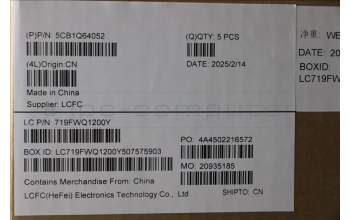 (P)P/N: 5CB1Q64052
(Q)QTY: 5 PCS
(4L)Origin:CN
DATE: 2025/2/14
Made in China
Supplier: LCFC
净重: WE
DATE: 20
BOXID:
LC719FW
LC P/N: 719FWQ1200Y
PO: 4A4502216572
BOX ID: LC719FWQ1200Y507575903
MO: 20935185
Contains Merchandise From: China
LCFC(HeFei) Electronics Technology Co., Ltd
SHIPTO: CN